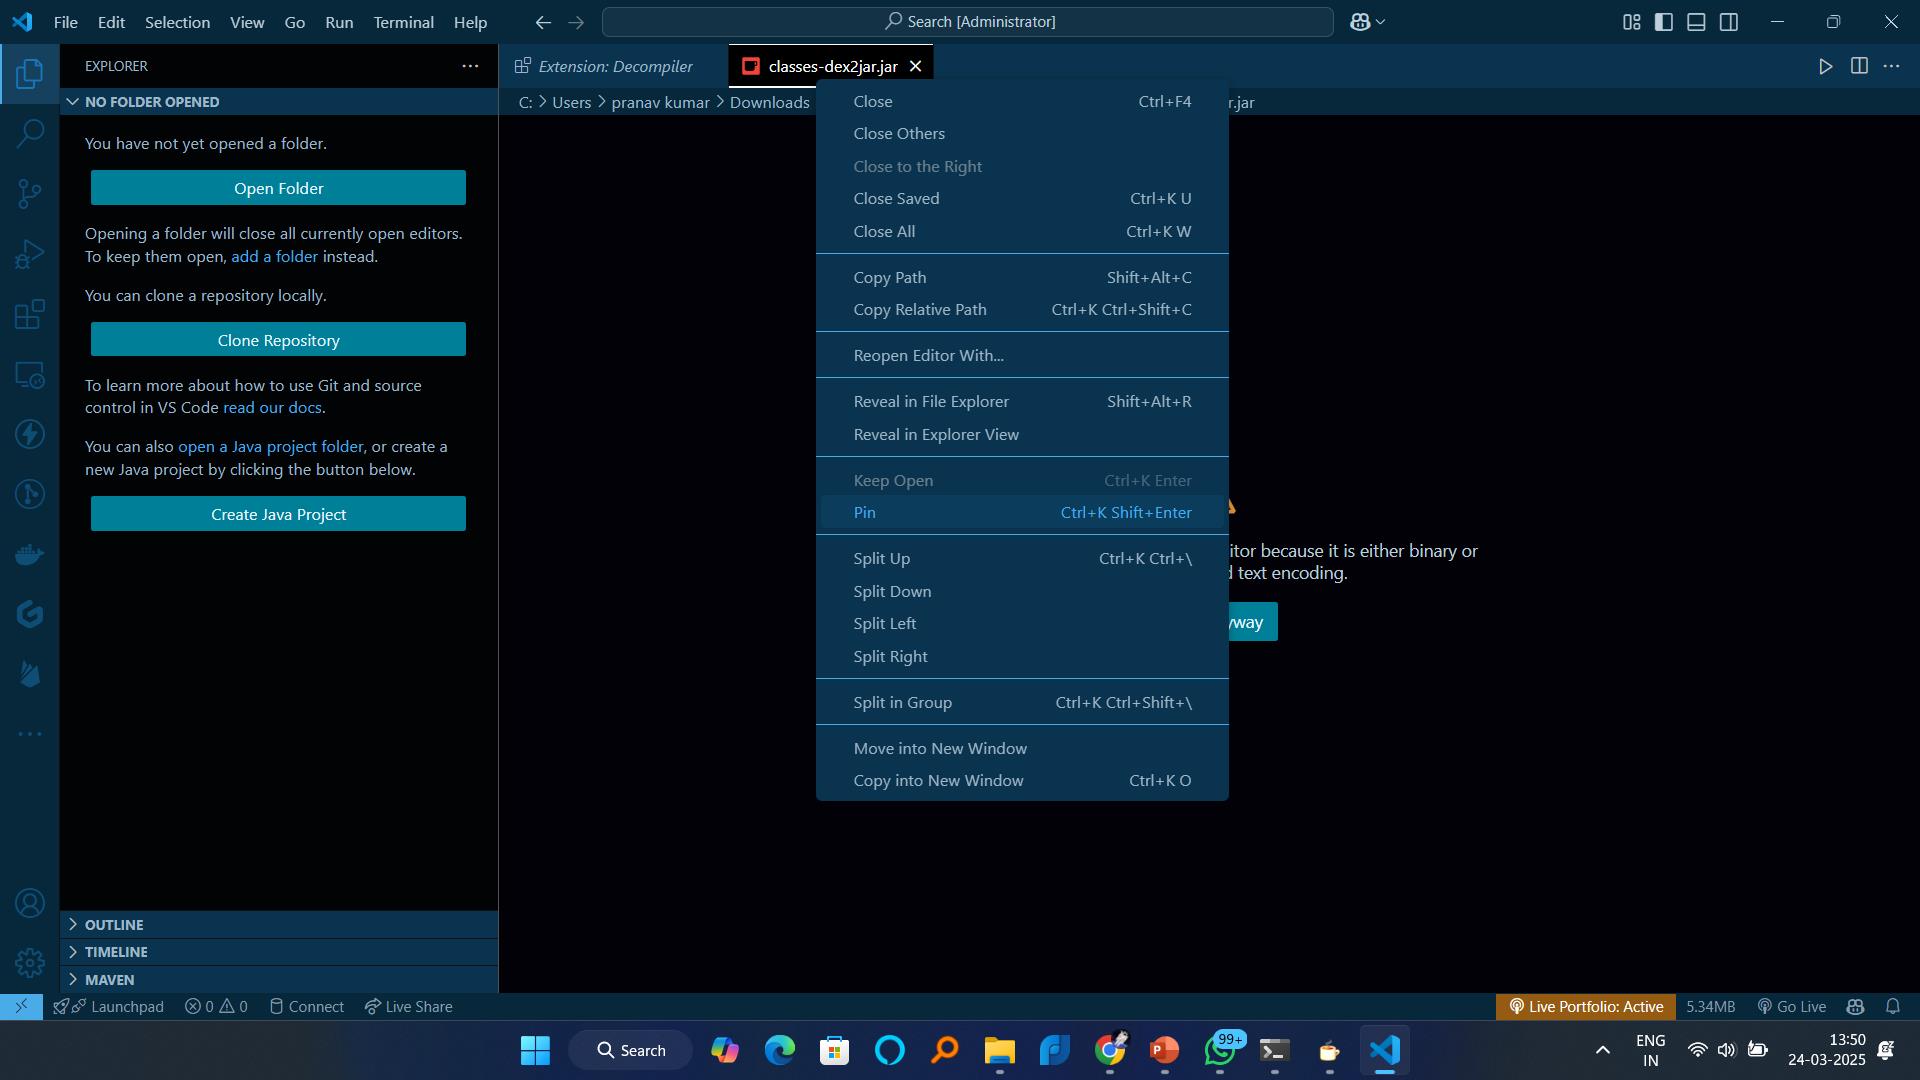 File Edit Selection View Go Run Terminal Help
Search [Administrator]
EXPLORER
Extension: Decompiler
classes-dex2jar.jar
NO FOLDER OPENED
C: > Users > pranav kumar > Downloads
r.jar
You have not yet opened a folder.
Open Folder
Opening a folder will close all currently open editors.
To keep them open, add a folder instead.
You can clone a repository locally.
Clone Repository
To learn more about how to use Git and source
control in VS Code read our docs.
You can also open a Java project folder, or create a
new Java project by clicking the button below.
Create Java Project
OUTLINE
TIMELINE
MAVEN
Close Ctrl+F4
Close Others
Close to the Right
Close Saved Ctrl+K U
Close All Ctrl+K W
Copy Path Shift+Alt+C
Copy Relative Path Ctrl+K Ctrl+Shift+C
Reopen Editor With...
Reveal in File Explorer Shift+Alt+R
Reveal in Explorer View
Keep Open Ctrl+K Enter
Pin Ctrl+K Shift+Enter
Split Up Ctrl+K Ctrl+\
Split Down
Split Left
Split Right
Split in Group Ctrl+K Ctrl+Shift+\
Move into New Window
Copy into New Window Ctrl+K O
itor because it is either binary or
text encoding.
way
Launchpad 0 0 Connect Live Share
Live Portfolio: Active 5.34MB Go Live
Search
99+
ENG
IN
13:50
24-03-2025